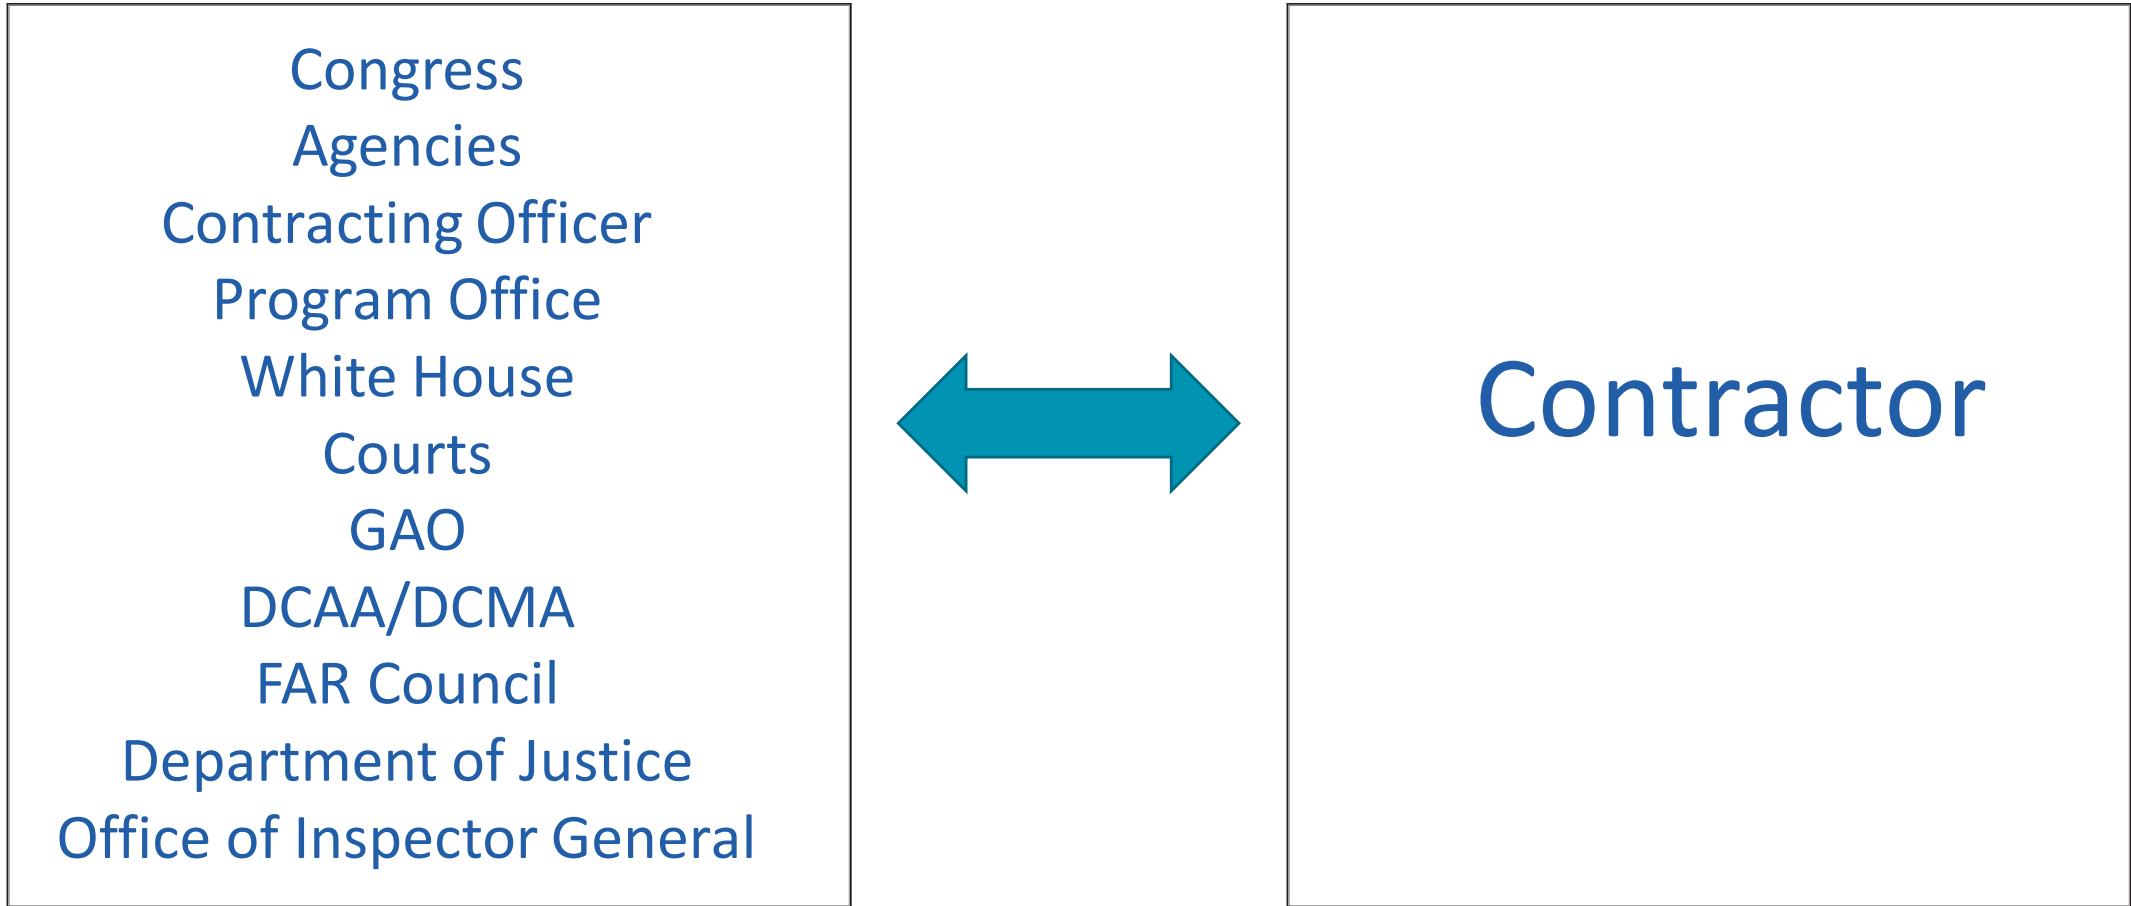 Congress
Agencies
Contracting Officer
Program Office
White House
Courts
GAO
DCAA/DCMA
FAR Council
Department of Justice
Office of Inspector General
Contractor